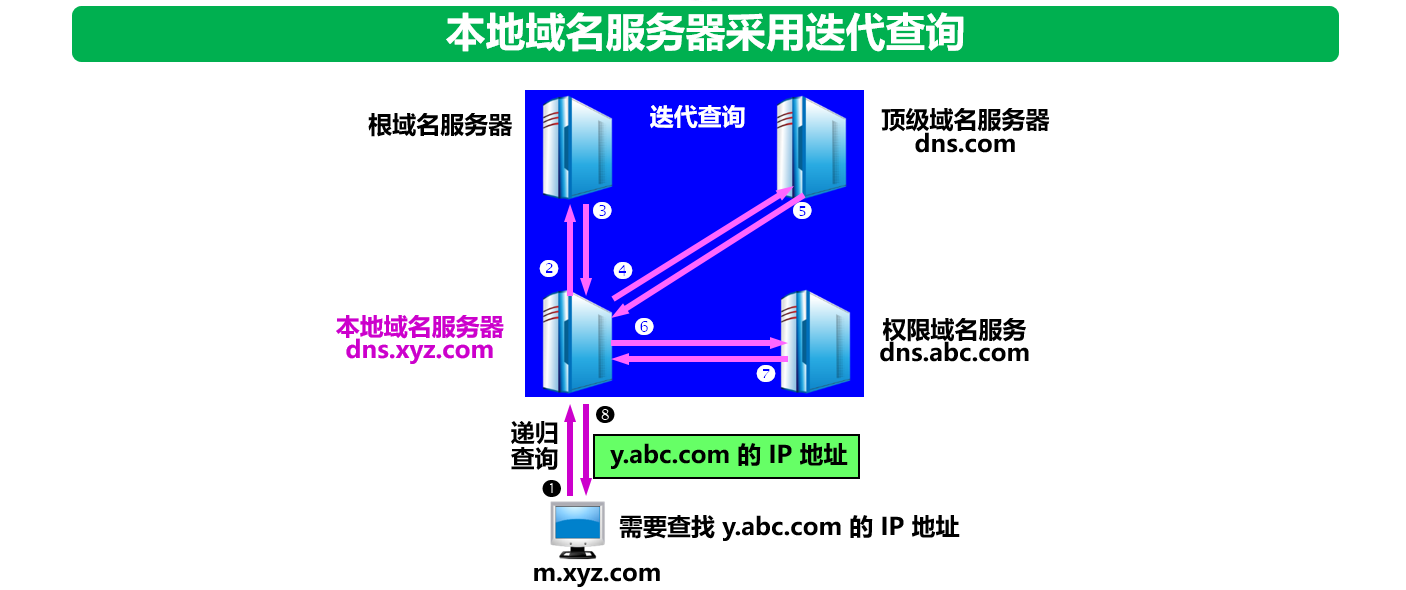 本地域名服务器采用迭代查询
根域名服务器
迭代查询
顶级域名服务器
dns.com
③
⑤
②
④
本地域名服务器
dns.xyz.com
⑥
权限域名服务
dns.abc.com
⑦
❽
递归
查询
y.abc.com 的 IP 地址
❶
需要查找 y.abc.com 的 IP 地址
m.xyz.com